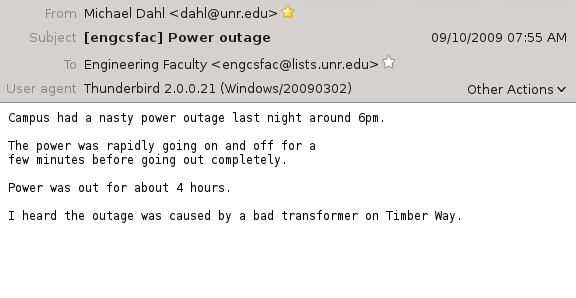 From Michael Dahl <dahl@unr.edu>
Subject [engcsfac] Power outage 09/10/2009 07:55 AM
To Engineering Faculty <engcsfac@lists.unr.edu>
User agent Thunderbird 2.0.0.21 (Windows/20090302) Other Actions
Campus had a nasty power outage last night around 6pm.
The power was rapidly going on and off for a
few minutes before going out completely.
Power was out for about 4 hours.
I heard the outage was caused by a bad transformer on Timber Way.